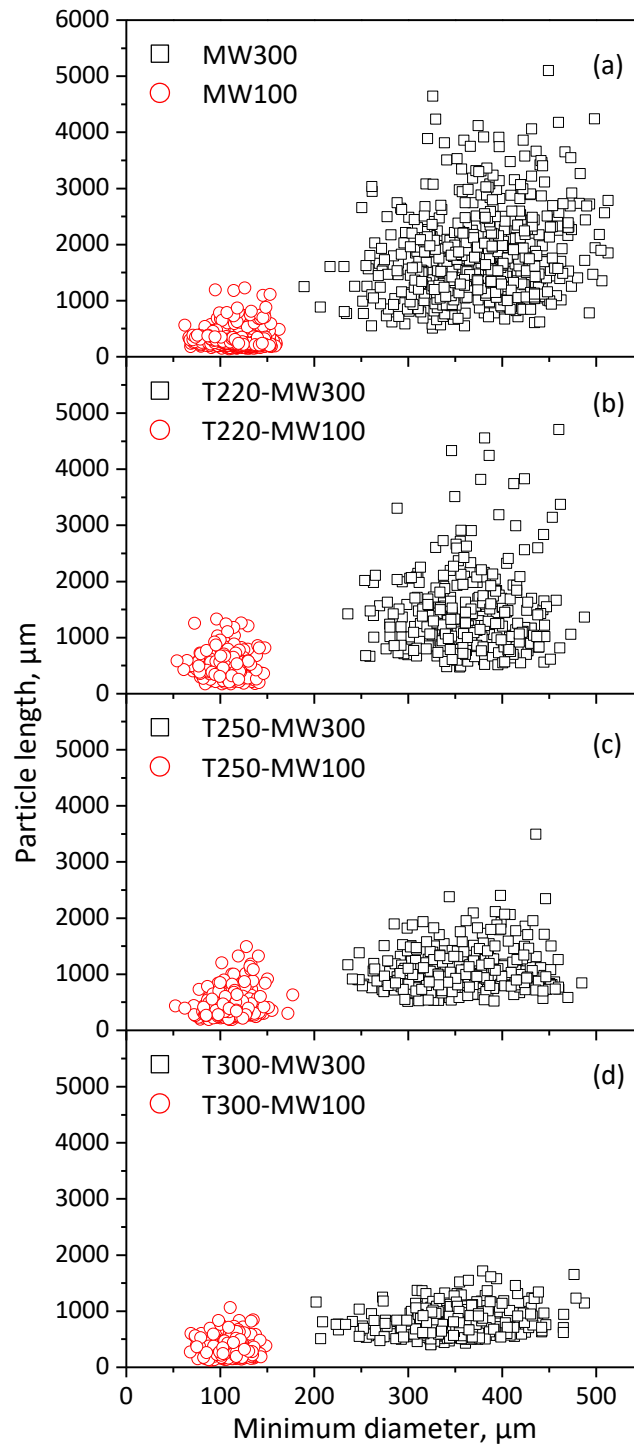 6000
5000
4000
3000
2000
1000
0
MW300
MW100
(a)
5000
4000
3000
2000
1000
0
T220-MW300
T220-MW100
(b)
5000
4000
3000
2000
1000
0
T250-MW300
T250-MW100
(c)
5000
4000
3000
2000
1000
0
T300-MW300
T300-MW100
(d)
Particle length, µm
0 100 200 300 400 500
Minimum diameter, µm